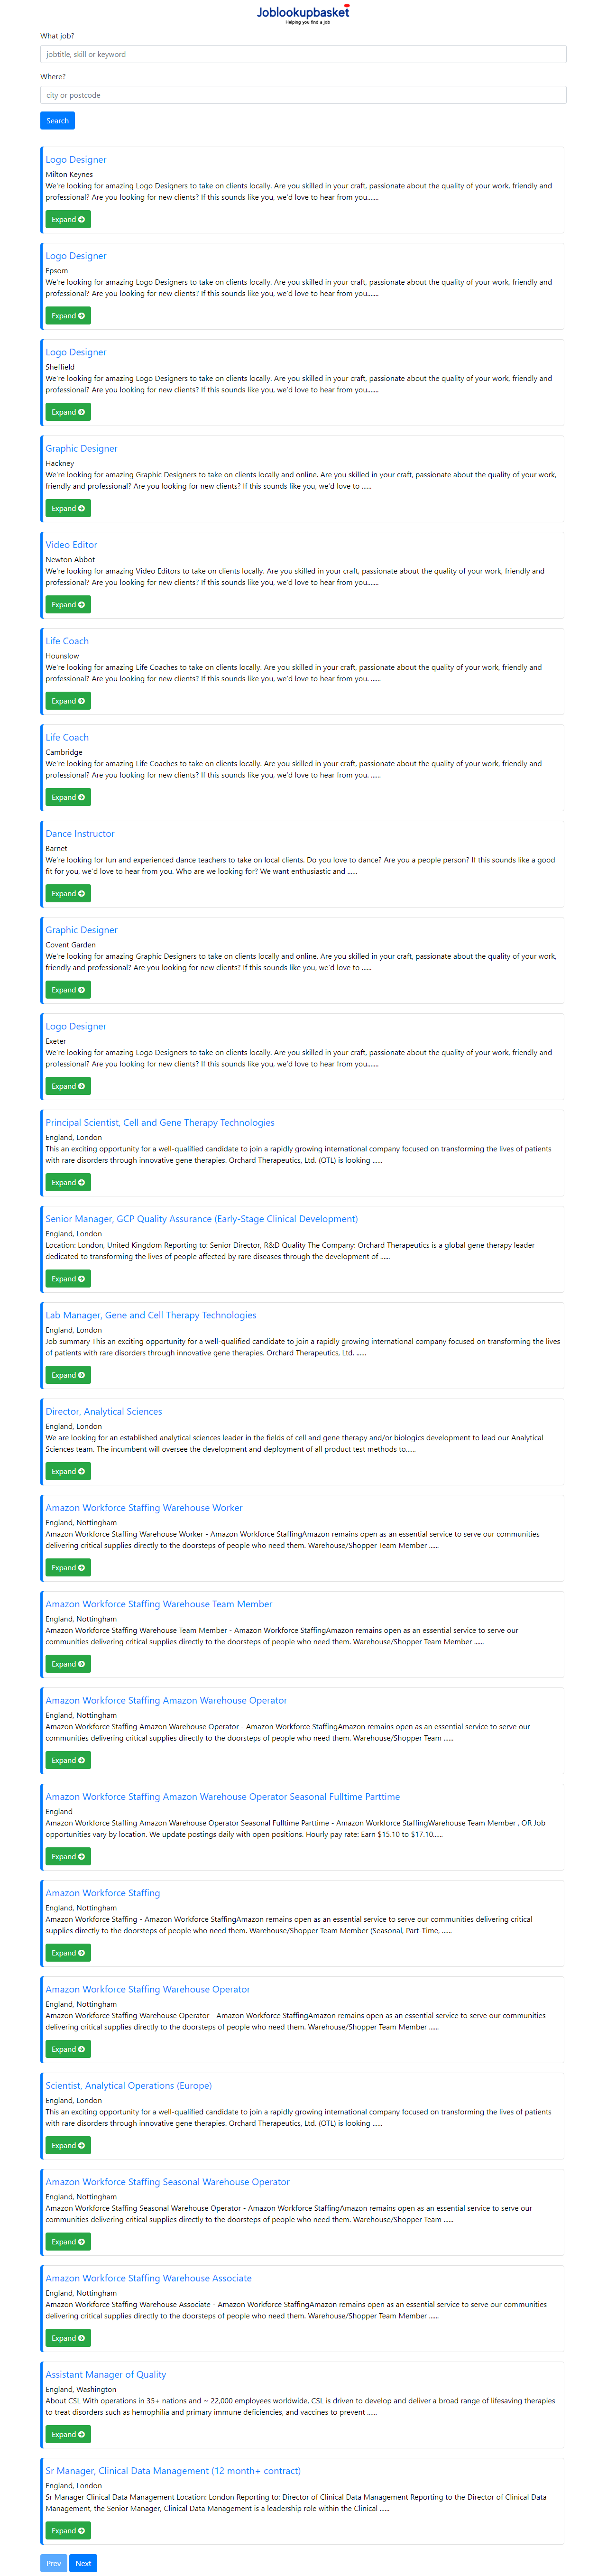 Joblookupbasket
Helping you find a job
What job?
jobtitle, skill or keyword
Where?
city or postcode
Search
Logo Designer
Milton Keynes
We're looking for amazing Logo Designers to take on clients locally. Are you skilled in your craft, passionate about the quality of your work, friendly and
professional? Are you looking for new clients? If this sounds like you, we'd love to hear from you.......
Expand
Logo Designer
Epsom
We're looking for amazing Logo Designers to take on clients locally. Are you skilled in your craft, passionate about the quality of your work, friendly and
professional? Are you looking for new clients? If this sounds like you, we'd love to hear from you.......
Expand
Logo Designer
Sheffield
We're looking for amazing Logo Designers to take on clients locally. Are you skilled in your craft, passionate about the quality of your work, friendly and
professional? Are you looking for new clients? If this sounds like you, we'd love to hear from you.......
Expand
Graphic Designer
Hackney
We're looking for amazing Graphic Designers to take on clients locally and online. Are you skilled in your craft, passionate about the quality of your work,
friendly and professional? Are you looking for new clients? If this sounds like you, we'd love to ......
Expand
Video Editor
Newton Abbot
We're looking for amazing Video Editors to take on clients locally. Are you skilled in your craft, passionate about the quality of your work, friendly and
professional? Are you looking for new clients? If this sounds like you, we'd love to hear from you.......
Expand
Life Coach
Hounslow
We're looking for amazing Life Coaches to take on clients locally. Are you skilled in your craft, passionate about the quality of your work, friendly and
professional? Are you looking for new clients? If this sounds like you, we'd love to hear from you. ......
Expand
Life Coach
Cambridge
We're looking for amazing Life Coaches to take on clients locally. Are you skilled in your craft, passionate about the quality of your work, friendly and
professional? Are you looking for new clients? If this sounds like you, we'd love to hear from you. ......
Expand
Dance Instructor
Barnet
We're looking for fun and experienced dance teachers to take on local clients. Do you love to dance? Are you a people person? If this sounds like a good
fit for you, we'd love to hear from you. Who are we looking for? We want enthusiastic and ......
Expand
Graphic Designer
Covent Garden
We're looking for amazing Graphic Designers to take on clients locally and online. Are you skilled in your craft, passionate about the quality of your work,
friendly and professional? Are you looking for new clients? If this sounds like you, we'd love to ......
Expand
Logo Designer
Exeter
We're looking for amazing Logo Designers to take on clients locally. Are you skilled in your craft, passionate about the quality of your work, friendly and
professional? Are you looking for new clients? If this sounds like you, we'd love to hear from you.......
Expand
Principal Scientist, Cell and Gene Therapy Technologies
England, London
This an exciting opportunity for a well-qualified candidate to join a rapidly growing international company focused on transforming the lives of patients
with rare disorders through innovative gene therapies. Orchard Therapeutics, Ltd. (OTL) is looking ......
Expand
Senior Manager, GCP Quality Assurance (Early-Stage Clinical Development)
England, London
Location: London, United Kingdom Reporting to: Senior Director, R&D Quality The Company: Orchard Therapeutics is a global gene therapy leader
dedicated to transforming the lives of people affected by rare diseases through the development of ......
Expand
Lab Manager, Gene and Cell Therapy Technologies
England, London
Job summary This an exciting opportunity for a well-qualified candidate to join a rapidly growing international company focused on transforming the lives
of patients with rare disorders through innovative gene therapies. Orchard Therapeutics, Ltd. ......
Expand
Director, Analytical Sciences
England, London
We are looking for an established analytical sciences leader in the fields of cell and gene therapy and/or biologics development to lead our Analytical
Sciences team. The incumbent will oversee the development and deployment of all product test methods to......
Expand
Amazon Workforce Staffing Warehouse Worker
England, Nottingham
Amazon Workforce Staffing Warehouse Worker - Amazon Workforce StaffingAmazon remains open as an essential service to serve our communities
delivering critical supplies directly to the doorsteps of people who need them. Warehouse/Shopper Team Member ......
Expand
Amazon Workforce Staffing Warehouse Team Member
England, Nottingham
Amazon Workforce Staffing Warehouse Team Member - Amazon Workforce StaffingAmazon remains open as an essential service to serve our
communities delivering critical supplies directly to the doorsteps of people who need them. Warehouse/Shopper Team Member ......
Expand
Amazon Workforce Staffing Amazon Warehouse Operator
England, Nottingham
Amazon Workforce Staffing Amazon Warehouse Operator - Amazon Workforce StaffingAmazon remains open as an essential service to serve our
communities delivering critical supplies directly to the doorsteps of people who need them. Warehouse/Shopper Team ......
Expand
Amazon Workforce Staffing Amazon Warehouse Operator Seasonal Fulltime Parttime
England
Amazon Workforce Staffing Amazon Warehouse Operator Seasonal Fulltime Parttime - Amazon Workforce StaffingWarehouse Team Member , OR Job
opportunities vary by location. We update postings daily with open positions. Hourly pay rate: Earn $15.10 to $17.10......
Expand
Amazon Workforce Staffing
England, Nottingham
Amazon Workforce Staffing - Amazon Workforce StaffingAmazon remains open as an essential service to serve our communities delivering critical
supplies directly to the doorsteps of people who need them. Warehouse/Shopper Team Member (Seasonal, Part-Time, ......
Expand
Amazon Workforce Staffing Warehouse Operator
England, Nottingham
Amazon Workforce Staffing Warehouse Operator - Amazon Workforce StaffingAmazon remains open as an essential service to serve our communities
delivering critical supplies directly to the doorsteps of people who need them. Warehouse/Shopper Team Member ......
Expand
Scientist, Analytical Operations (Europe)
England, London
This an exciting opportunity for a well-qualified candidate to join a rapidly growing international company focused on transforming the lives of patients
with rare disorders through innovative gene therapies. Orchard Therapeutics, Ltd. (OTL) is looking ......
Expand
Amazon Workforce Staffing Seasonal Warehouse Operator
England, Nottingham
Amazon Workforce Staffing Seasonal Warehouse Operator - Amazon Workforce StaffingAmazon remains open as an essential service to serve our
communities delivering critical supplies directly to the doorsteps of people who need them. Warehouse/Shopper Team ......
Expand
Amazon Workforce Staffing Warehouse Associate
England, Nottingham
Amazon Workforce Staffing Warehouse Associate - Amazon Workforce StaffingAmazon remains open as an essential service to serve our communities
delivering critical supplies directly to the doorsteps of people who need them. Warehouse/Shopper Team Member ......
Expand
Assistant Manager of Quality
England, Washington
About CSL With operations in 35+ nations and ~ 22,000 employees worldwide, CSL is driven to develop and deliver a broad range of lifesaving therapies
to treat disorders such as hemophilia and primary immune deficiencies, and vaccines to prevent ......
Expand
Sr Manager, Clinical Data Management (12 month+ contract)
England, London
Sr Manager Clinical Data Management Location: London Reporting to: Director of Clinical Data Management Reporting to the Director of Clinical Data
Management, the Senior Manager, Clinical Data Management is a leadership role within the Clinical ......
Expand
Prev Next